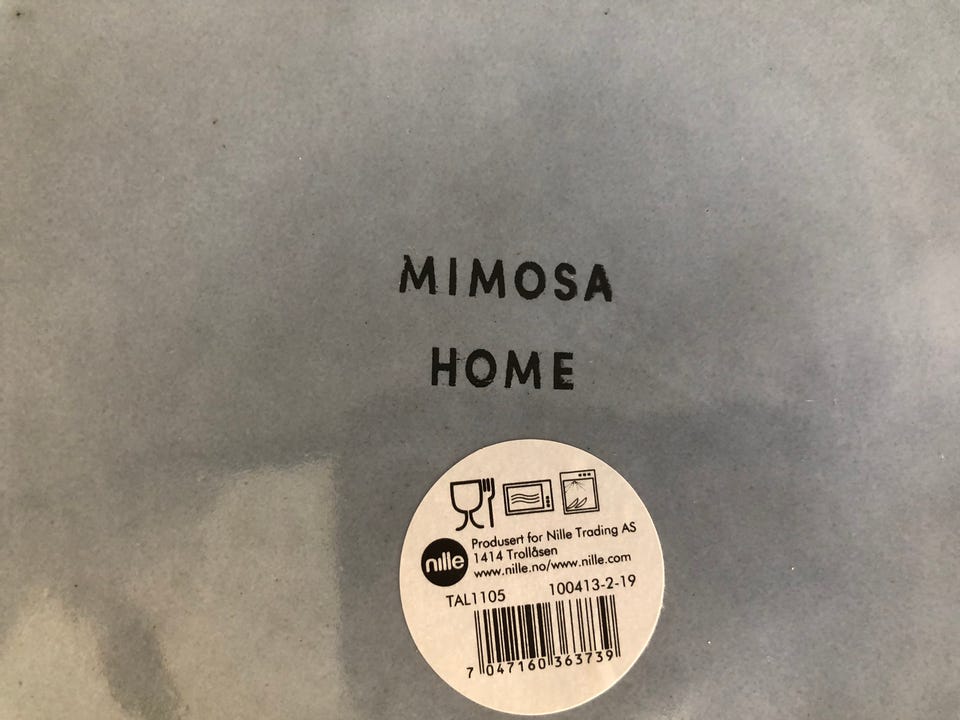 MIMOSA
HOME
Produsert for Nille Trading AS
nille
1414 Trollåsen
www.nille.no/www.nille.com
TAL1105 100413-2-19
7 047160 363739